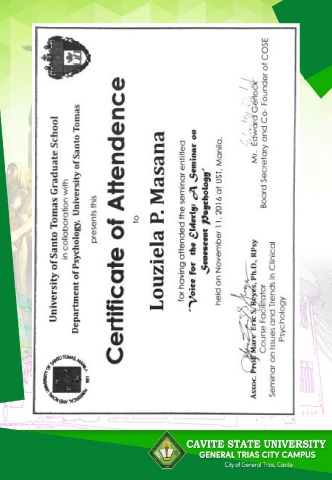 University of Santo Tomas Graduate School
in collaboration with
Department of Psychology, University of Santo Tomas
presents this
Certificate of Attendence
to
Louziela P. Masana
for having attended the seminar entitled
"Voice for the Elderly: A Seminar on
Senescent Psychology"
held on November 11, 2016 at UST, Manila.
Assoc. Prof. Marc Eric S. Reyes, Ph.D., RPsy
Course Facilitator
Seminar on Issues and Trends in Clinical
Psychology
Mr. Edward Gerlock
Board Secretary and Co- Founder of COSE
CAVITE STATE UNIVERSITY
GENERAL TRIAS CITY CAMPUS
City of General Trias, Cavite